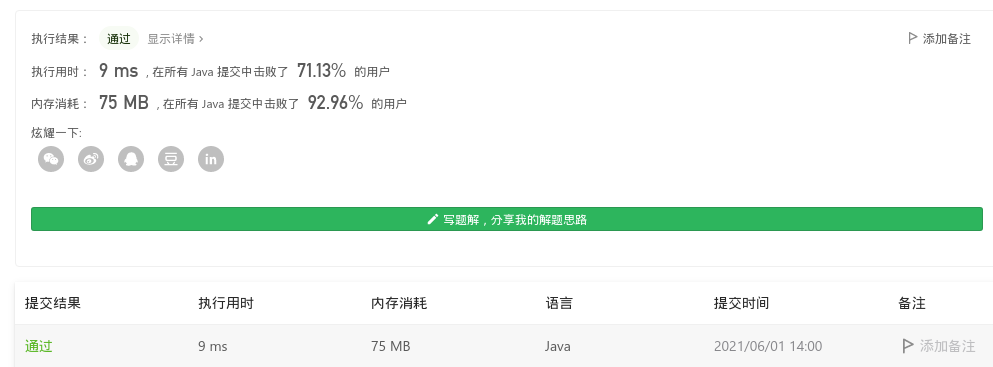 执行结果： 通过 显示详情 › 添加备注
执行用时： 9 ms , 在所有 Java 提交中击败了 71.13% 的用户
内存消耗： 75 MB , 在所有 Java 提交中击败了 92.96% 的用户
炫耀一下:
豆 in
写题解，分享我的解题思路
提交结果 执行用时 内存消耗 语言 提交时间 备注
通过 9 ms 75 MB Java 2021/06/01 14:00 添加备注